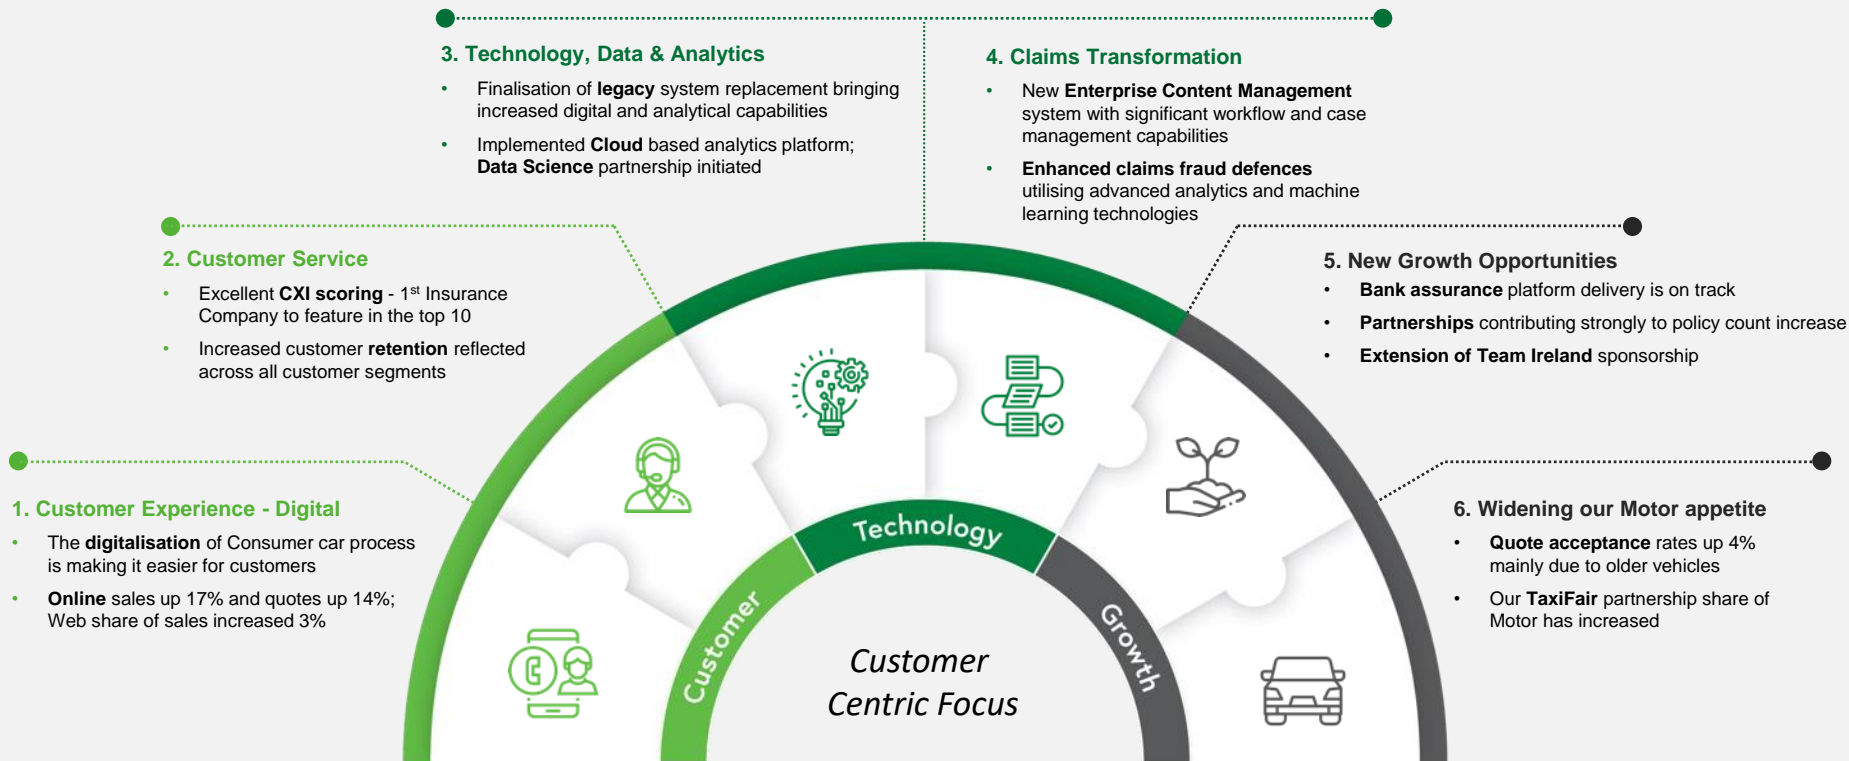 3. Technology, Data & Analytics
• Finalisation of legacy system replacement bringing
increased digital and analytical capabilities
• Implemented Cloud based analytics platform;
Data Science partnership initiated
4. Claims Transformation
• New Enterprise Content Management
system with significant workflow and case
management capabilities
• Enhanced claims fraud defences
utilising advanced analytics and machine
learning technologies
2. Customer Service
• Excellent CXI scoring - 1st Insurance
Company to feature in the top 10
• Increased customer retention reflected
across all customer segments
5. New Growth Opportunities
• Bank assurance platform delivery is on track
• Partnerships contributing strongly to policy count increase
• Extension of Team Ireland sponsorship
1. Customer Experience - Digital
• The digitalisation of Consumer car process
is making it easier for customers
• Online sales up 17% and quotes up 14%;
Web share of sales increased 3%
6. Widening our Motor appetite
• Quote acceptance rates up 4%
mainly due to older vehicles
• Our TaxiFair partnership share of
Motor has increased
Customer
Technology
Growth
Customer
Centric Focus